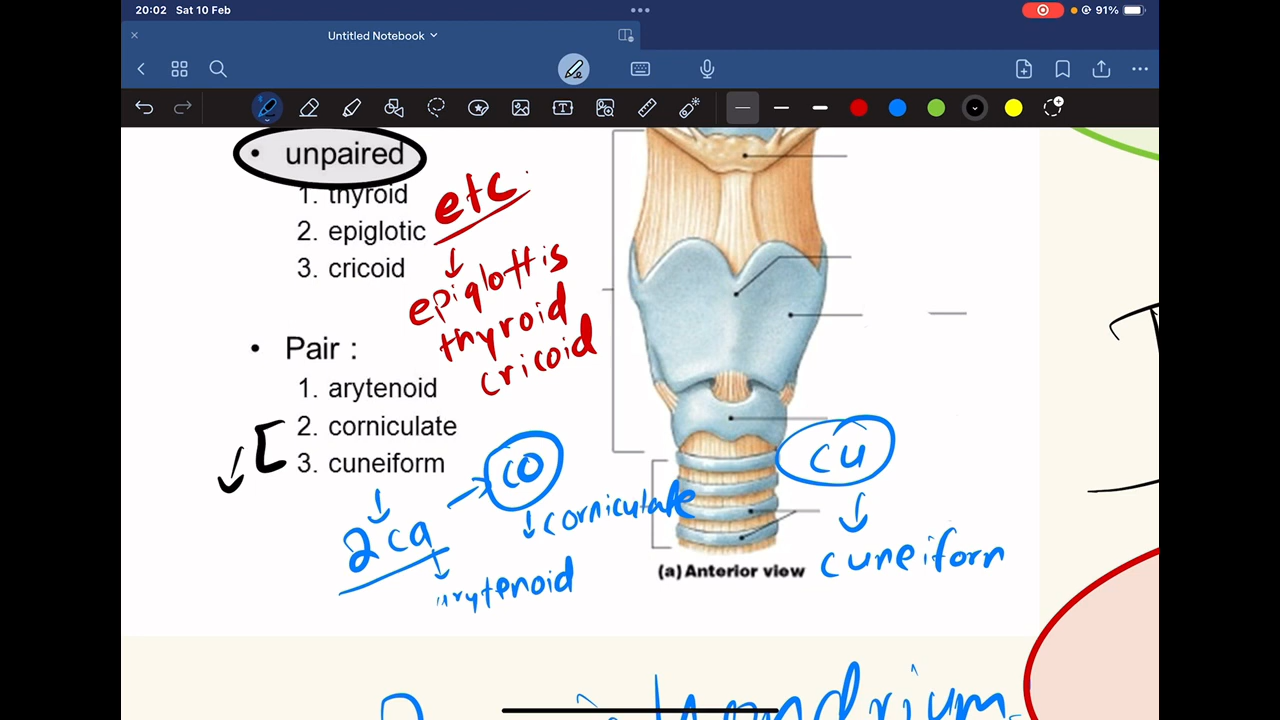 20:02 Sat 10 Feb
91%
Untitled Notebook
• unpaired
1. thyroid
2. epiglotic
3. cricoid
etc
epiglottis
thyroid
cricoid
• Pair :
1. arytenoid
2. corniculate
3. cuneiform
2ca
arytenoid
co
corniculate
cu
cuneiform
(a) Anterior view